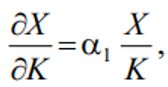 ∂X/∂K = α₁ X/K,